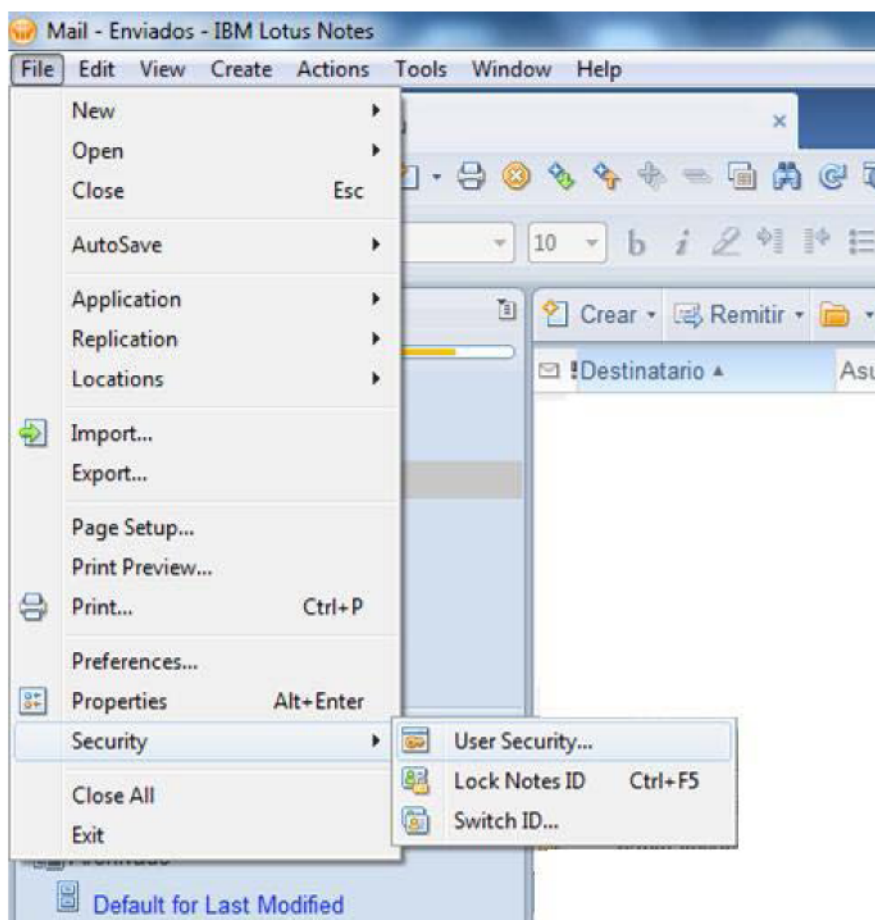 Mail - Enviados - IBM Lotus Notes
File Edit View Create Actions Tools Window Help
New
Open
Close Esc
AutoSave
10 b i
Application
Crear Remitir
Replication
Locations
!Destinatario Asu
Import...
Export...
Page Setup...
Print Preview...
Print... Ctrl+P
Preferences...
Properties Alt+Enter
Security
User Security...
Lock Notes ID Ctrl+F5
Switch ID...
Close All
Exit
Default for Last Modified